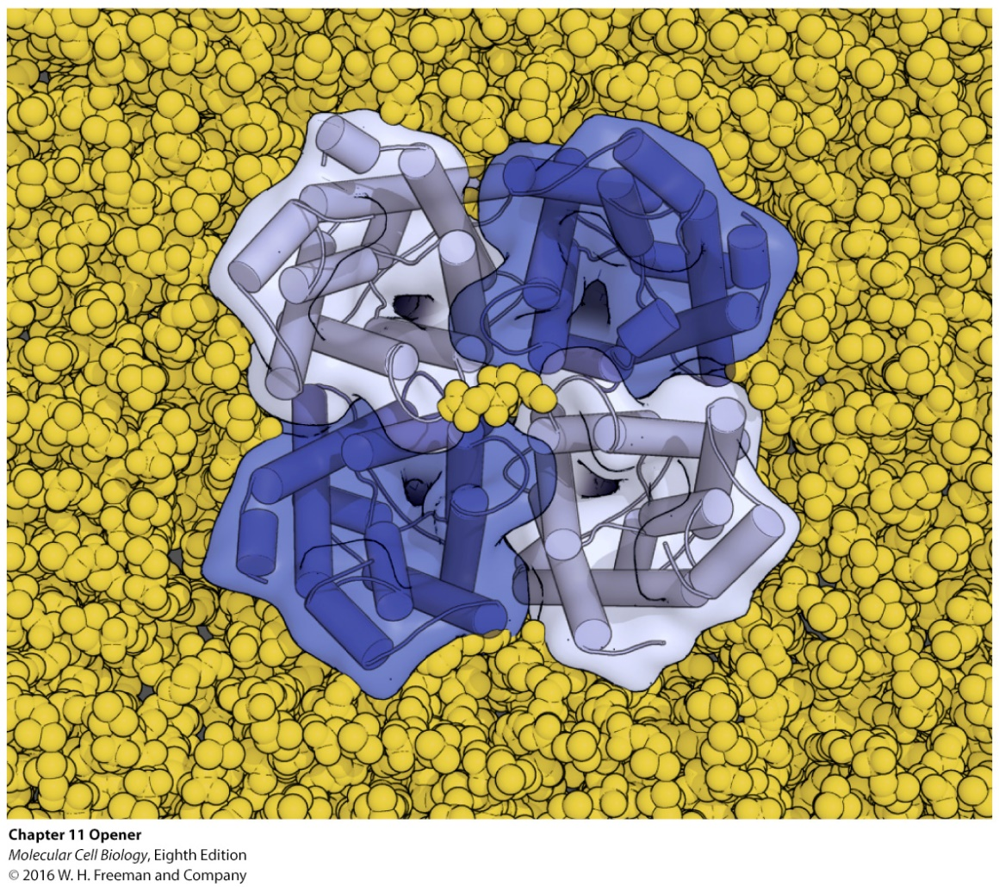 Chapter 11 Opener
Molecular Cell Biology, Eighth Edition
© 2016 W. H. Freeman and Company